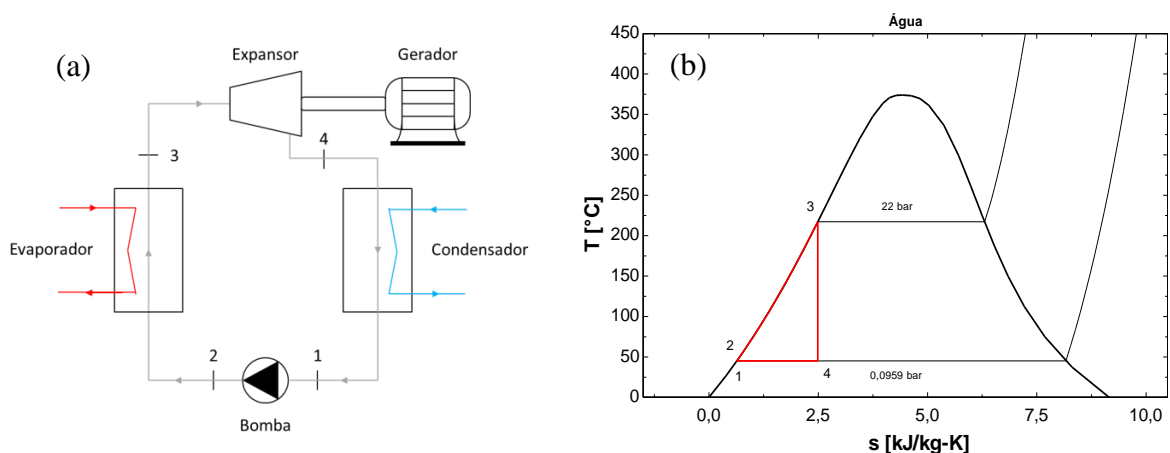 (a)
Expansor
Gerador
4
3
Evaporador
Condensador
2
1
Bomba
Água
(b)
450
400
350
300
250
200
150
100
50
0
T [°C]
3
22 bar
2
1
4
0,0959 bar
0,0
2,5
5,0
7,5
10,0
s [kJ/kg-K]